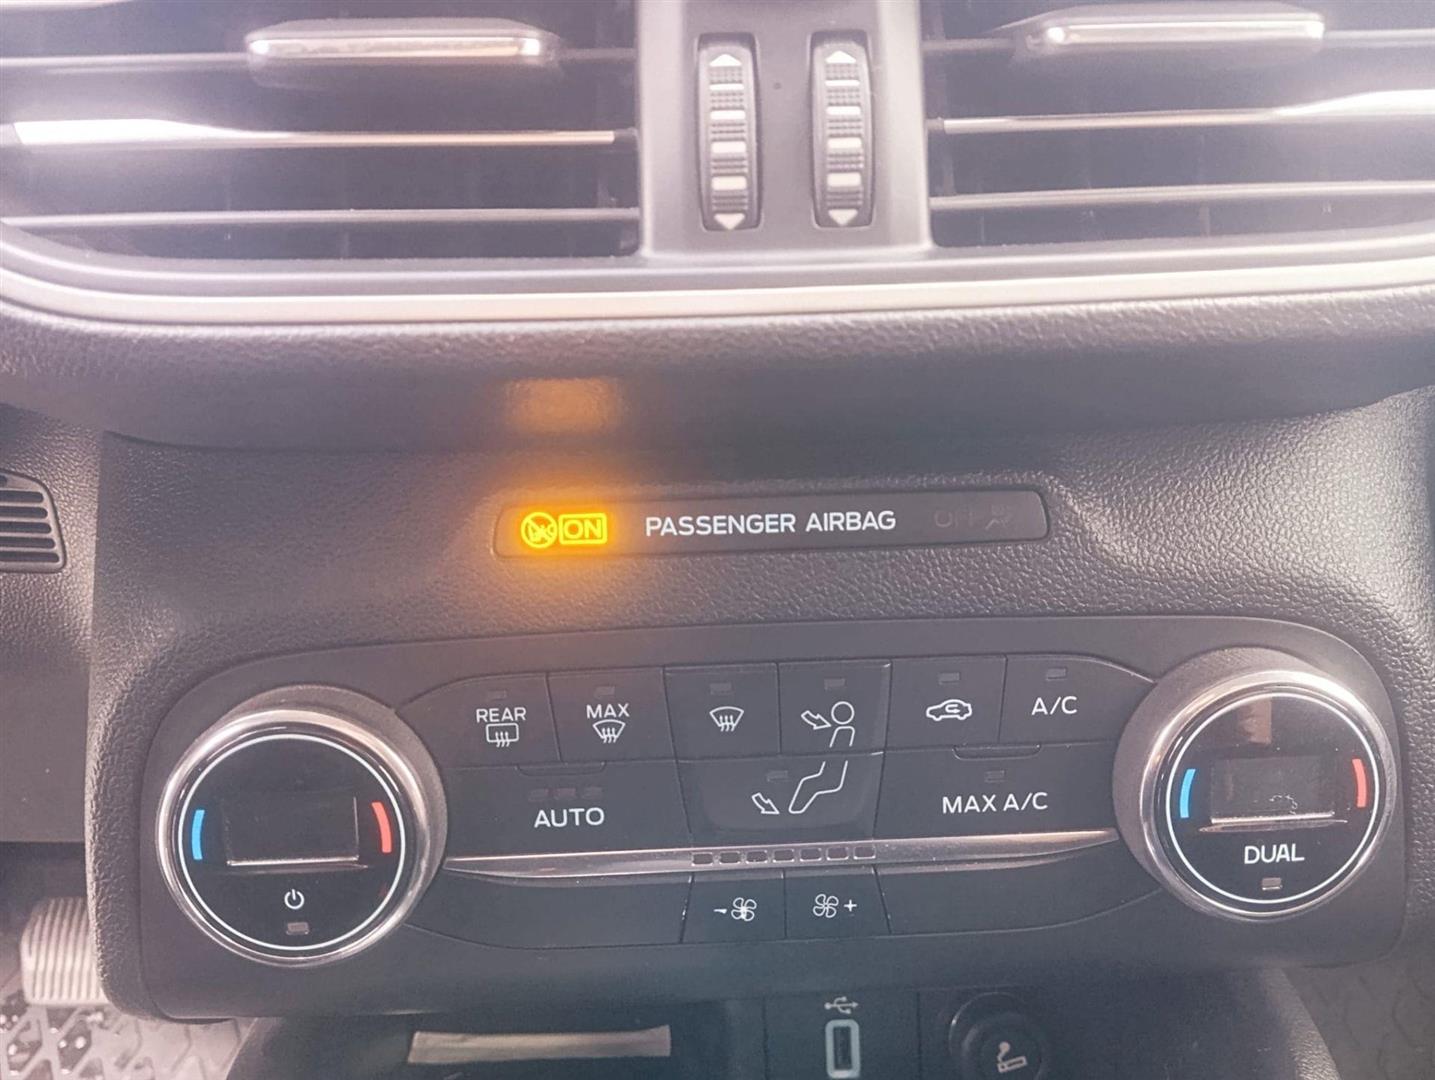 ON PASSENGER AIRBAG OFF
REAR
MAX
A/C
AUTO
MAX A/C
DUAL
- +